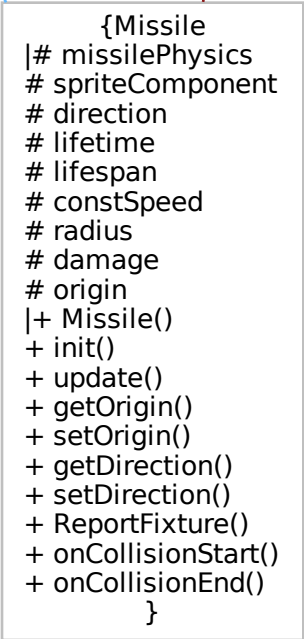 {Missile
|# missilePhysics
# spriteComponent
# direction
# lifetime
# lifespan
# constSpeed
# radius
# damage
# origin
|+ Missile()
+ init()
+ update()
+ getOrigin()
+ setOrigin()
+ getDirection()
+ setDirection()
+ ReportFixture()
+ onCollisionStart()
+ onCollisionEnd()
}